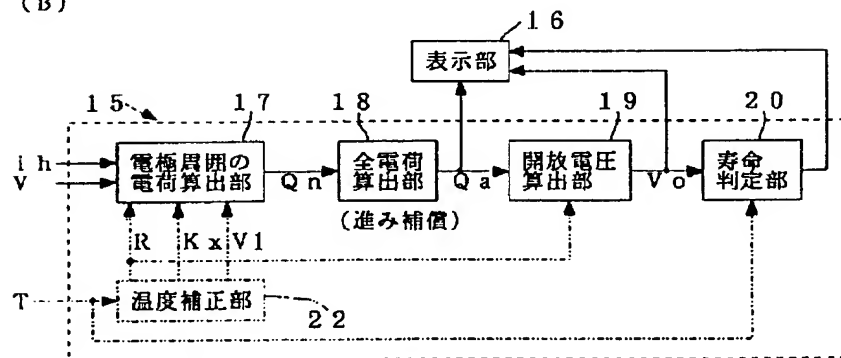 (B)
16
表示部
15
17
18
19
20
ih
V
電極周囲の
電荷算出部
Qn
全電荷
算出部
Qa
開放電圧
算出部
Vo
寿命
判定部
(進み補償)
R
Kx
V1
T
温度補正部
22